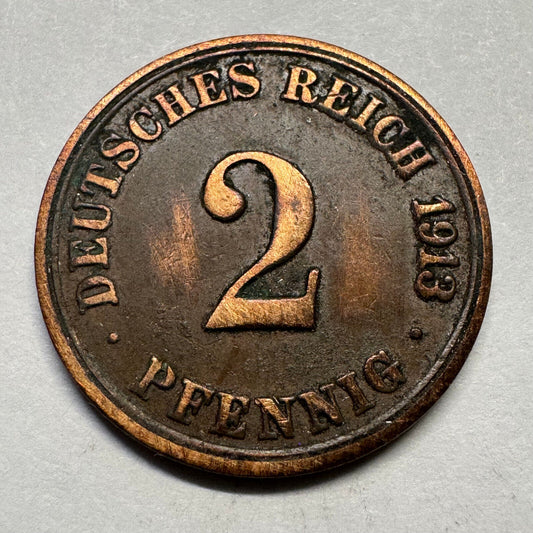 DEUTSCHES REICH 1913
2
· PFENNIG ·